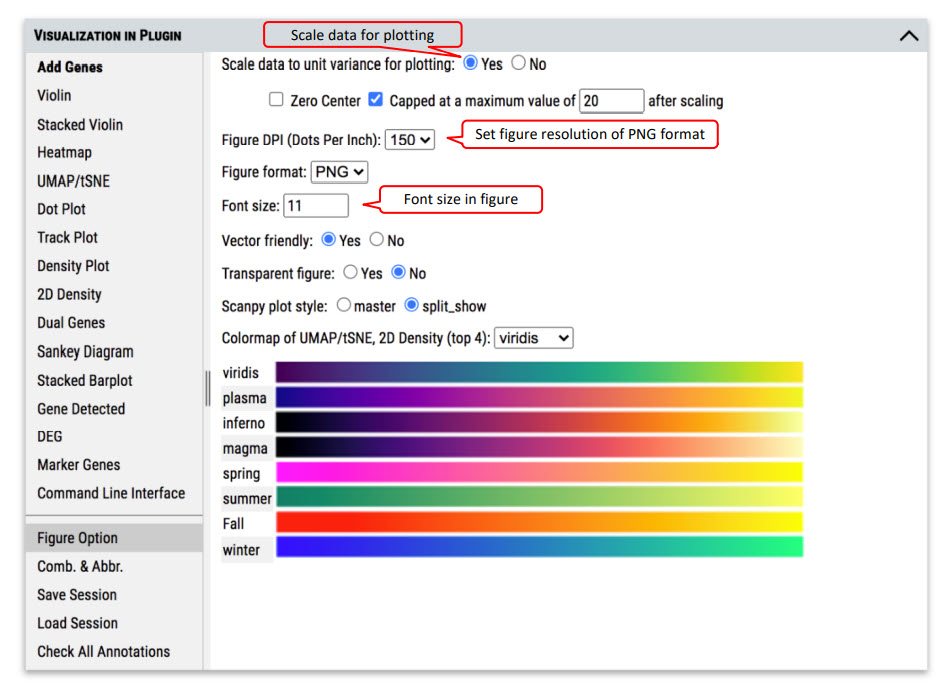 VISUALIZATION IN PLUGIN
Scale data for plotting
Add Genes
Violin
Stacked Violin
Heatmap
UMAP/tSNE
Dot Plot
Track Plot
Density Plot
2D Density
Dual Genes
Sankey Diagram
Stacked Barplot
Gene Detected
DEG
Marker Genes
Command Line Interface
Figure Option
Comb. & Abbr.
Save Session
Load Session
Check All Annotations
Scale data to unit variance for plotting: Yes No
Zero Center Capped at a maximum value of 20 after scaling
Figure DPI (Dots Per Inch): 150
Set figure resolution of PNG format
Figure format: PNG
Font size: 11
Font size in figure
Vector friendly: Yes No
Transparent figure: Yes No
Scanpy plot style: master split_show
Colormap of UMAP/tSNE, 2D Density (top 4): viridis
viridis
plasma
inferno
magma
spring
summer
Fall
winter